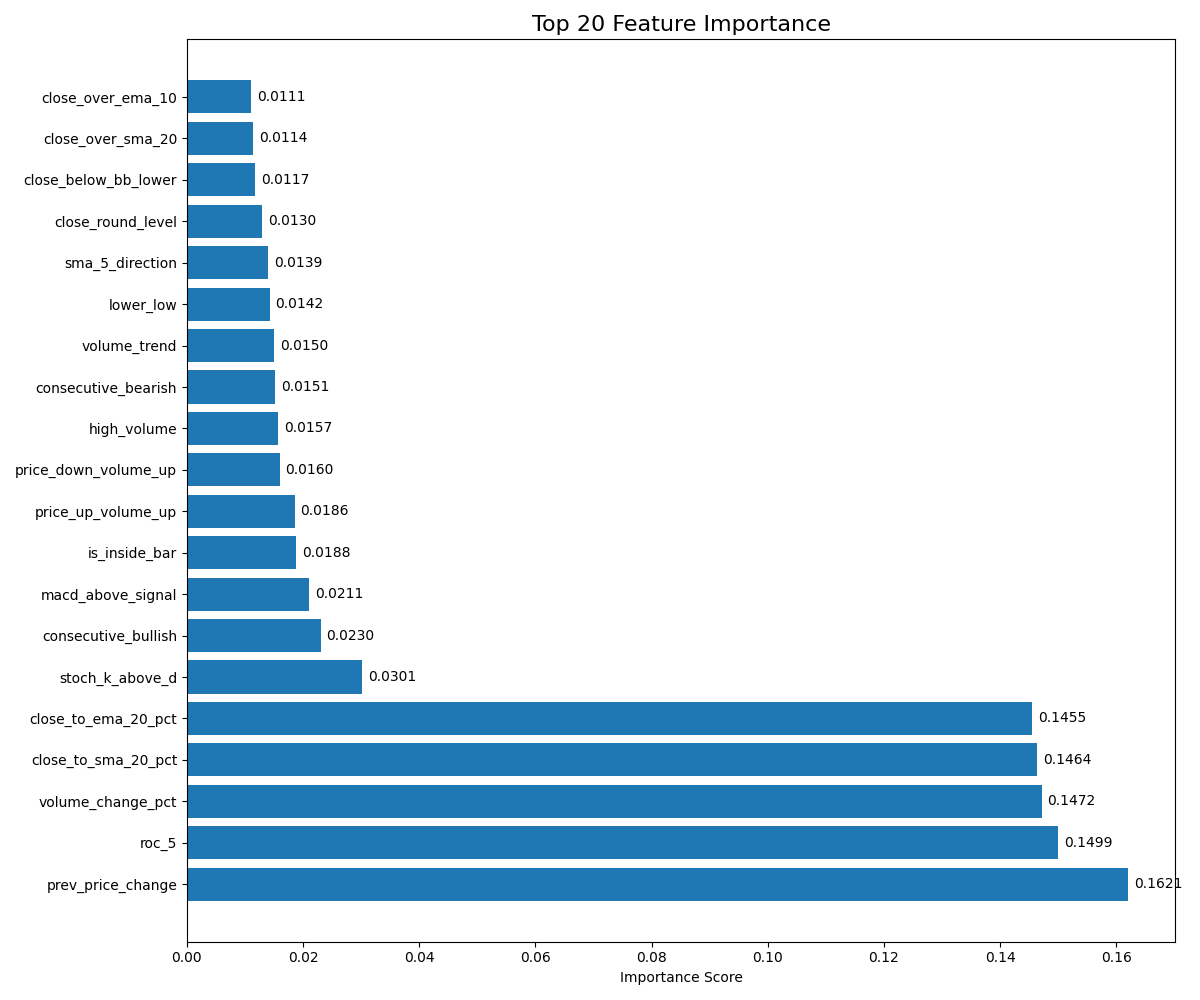 Top 20 Feature Importance
close_over_ema_10 0.0111
close_over_sma_20 0.0114
close_below_bb_lower 0.0117
close_round_level 0.0130
sma_5_direction 0.0139
lower_low 0.0142
volume_trend 0.0150
consecutive_bearish 0.0151
high_volume 0.0157
price_down_volume_up 0.0160
price_up_volume_up 0.0186
is_inside_bar 0.0188
macd_above_signal 0.0211
consecutive_bullish 0.0230
stoch_k_above_d 0.0301
close_to_ema_20_pct 0.1455
close_to_sma_20_pct 0.1464
volume_change_pct 0.1472
roc_5 0.1499
prev_price_change 0.1621
0.00 0.02 0.04 0.06 0.08 0.10 0.12 0.14 0.16
Importance Score